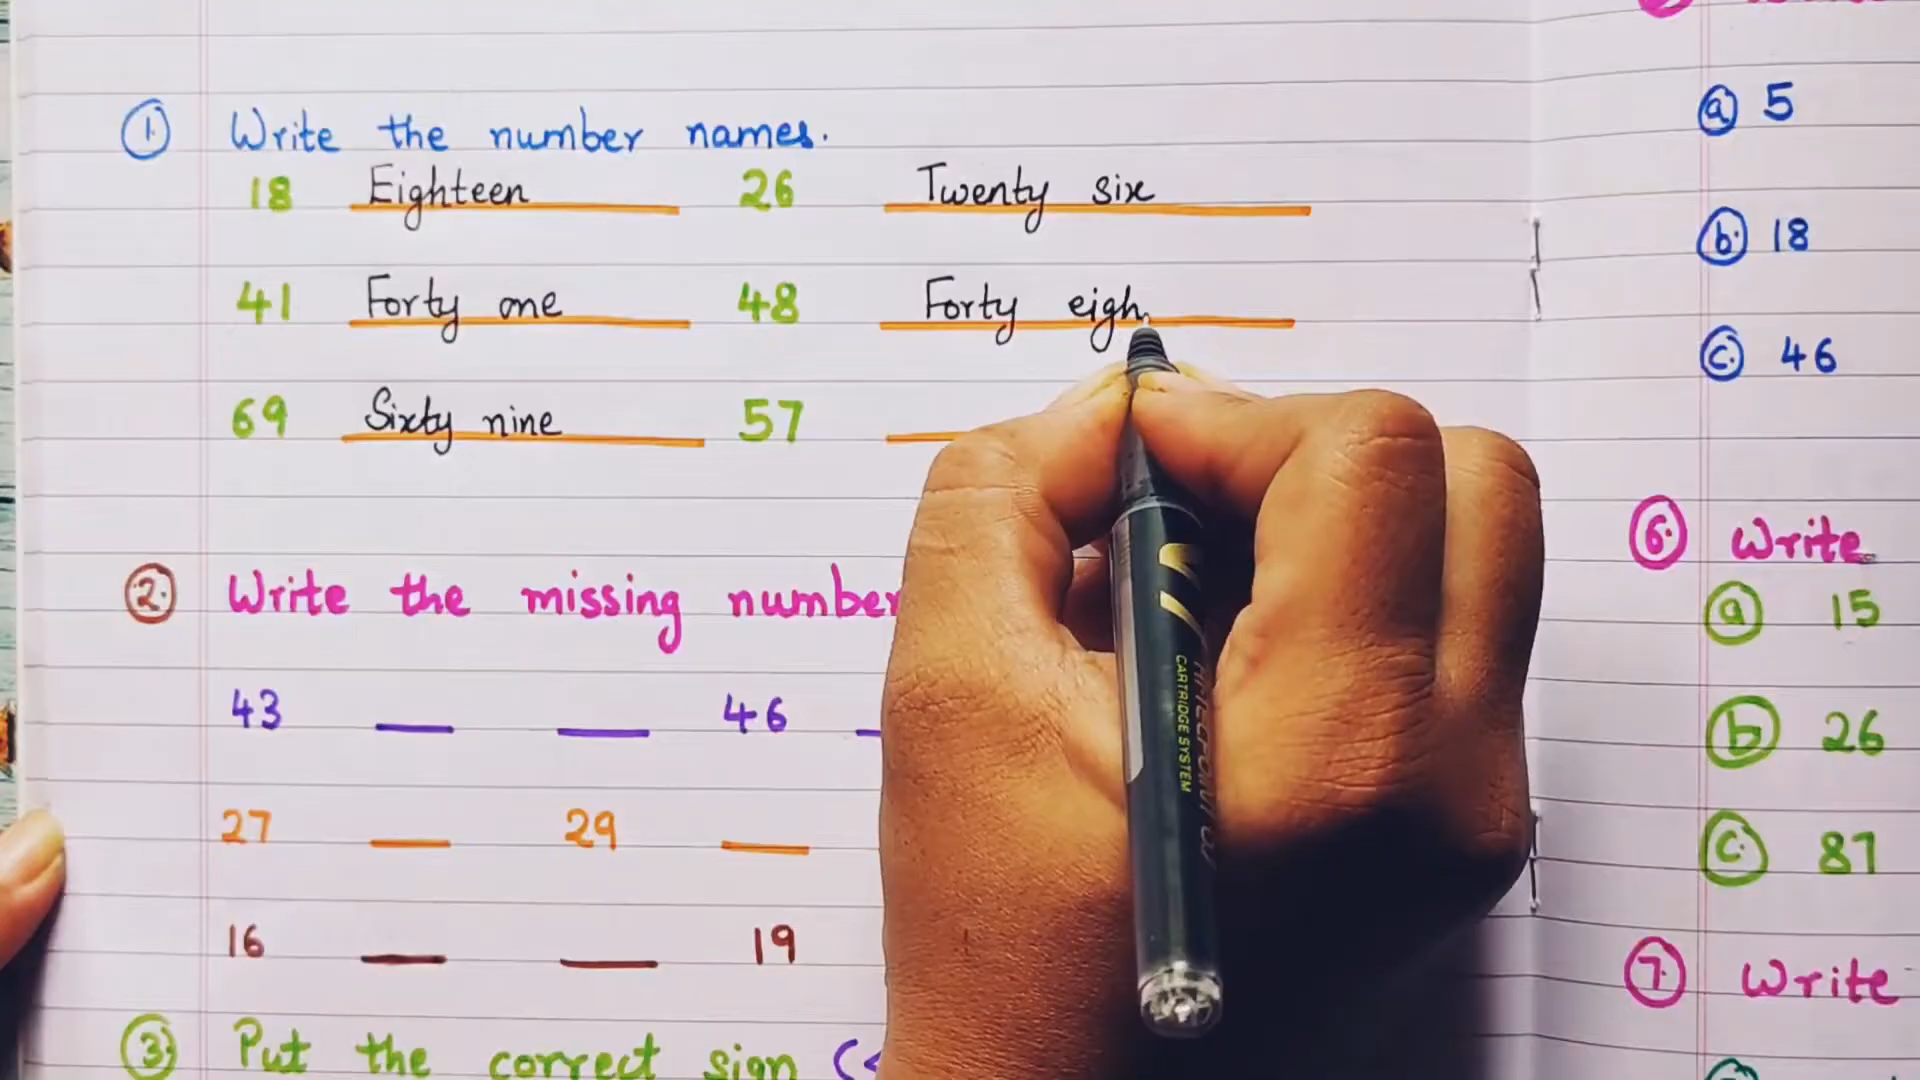 1. Write the number names.
18 Eighteen 26 Twenty six
41 Forty one 48 Forty eigh
69 Sixty nine 57
2. Write the missing number
43 46
27 29
16 19
3. Put the correct sign (<
a 5
b. 18
c. 46
6. Write
a 15
b 26
c. 87
7. Write
V7
CARTRIDGE SYSTEM